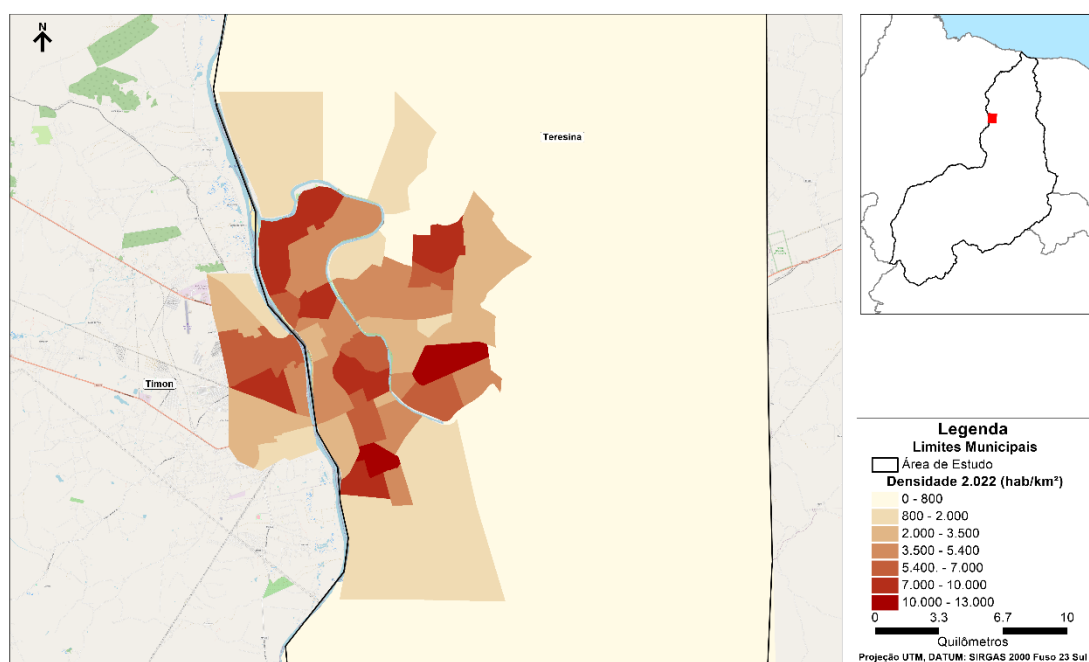 N
Teresina
Timon
Legenda
Limites Municipais
Área de Estudo
Densidade 2.022 (hab/km²)
0 - 800
800 - 2.000
2.000 - 3.500
3.500 - 5.400
5.400. - 7.000
7.000 - 10.000
10.000 - 13.000
0 3.3 6.7 10
Quilômetros
Projeção UTM, DATUM: SIRGAS 2000 Fuso 23 Sul